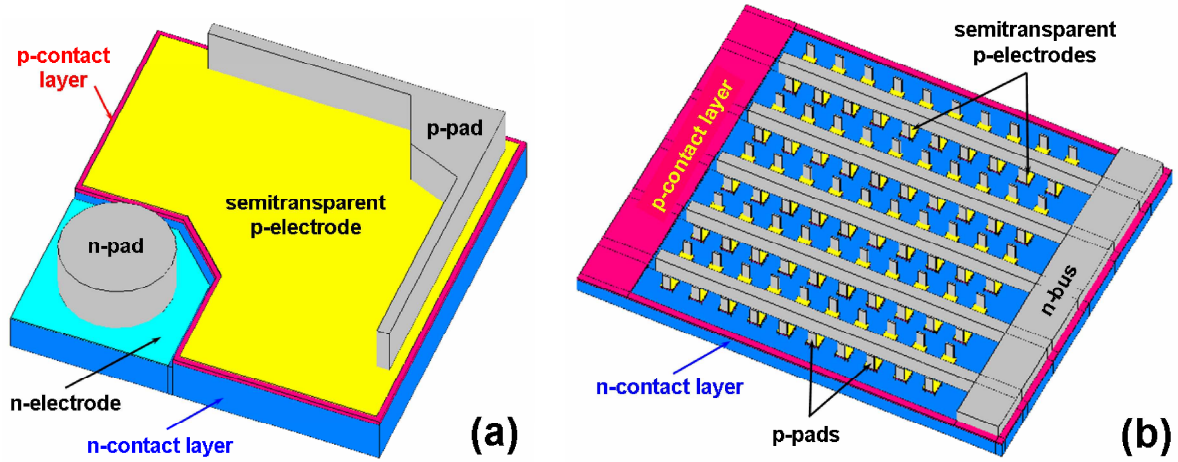 p-contact
layer
p-pad
semitransparent
p-electrode
n-pad
n-electrode
n-contact layer
(a)
semitransparent
p-electrodes
p-contact layer
n-bus
n-contact layer
p-pads
(b)